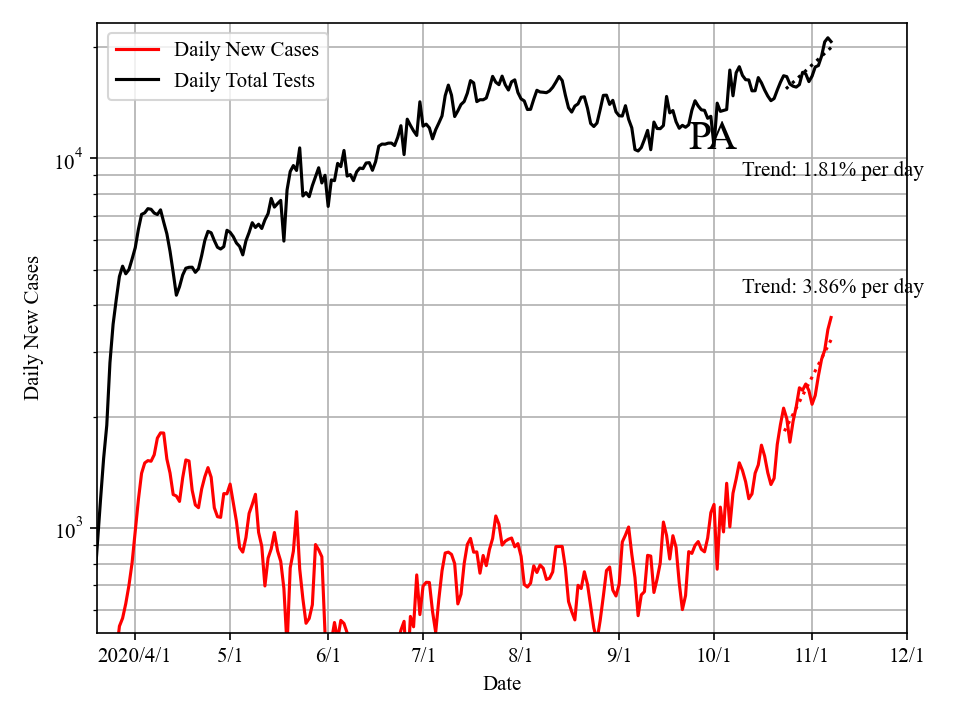 Daily New Cases
Daily Total Tests
PA
Trend: 1.81% per day
Trend: 3.86% per day
10^4
10^3
Daily New Cases
2020/4/1 5/1 6/1 7/1 8/1 9/1 10/1 11/1 12/1
Date